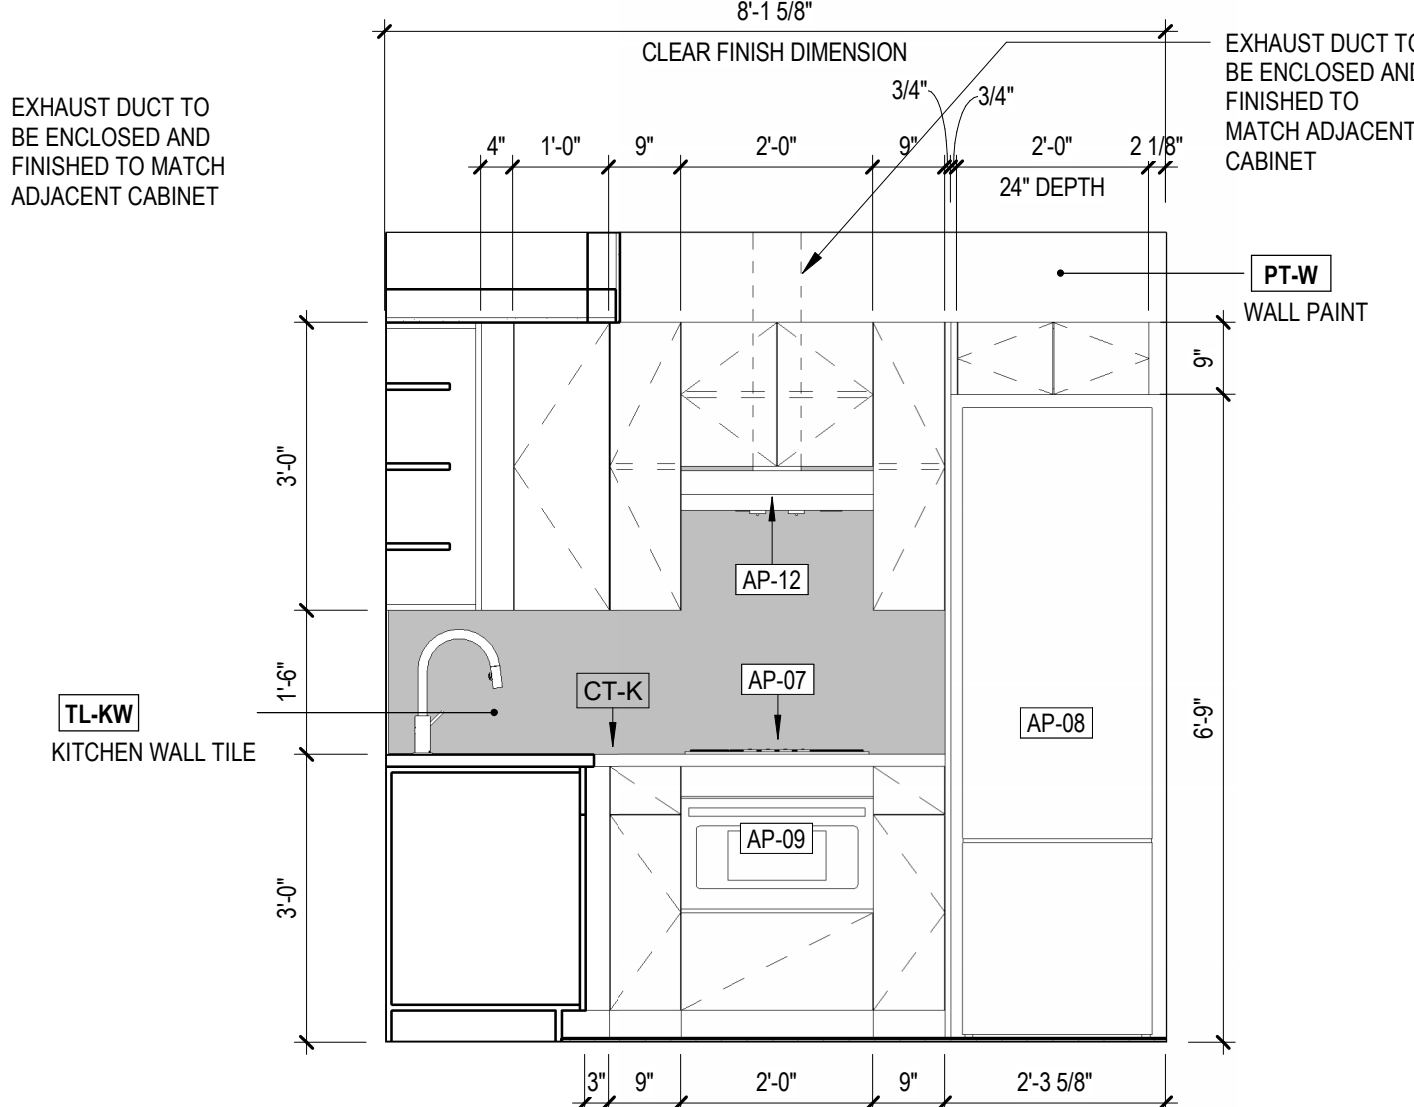 8'-1 5/8"
CLEAR FINISH DIMENSION
EXHAUST DUCT TO
BE ENCLOSED AND
FINISHED TO MATCH
ADJACENT CABINET
EXHAUST DUCT TO
BE ENCLOSED AND
FINISHED TO
MATCH ADJACENT
CABINET
3/4"
3/4"
4"
1'-0"
9"
2'-0"
9"
2'-0"
2 1/8"
24" DEPTH
PT-W
WALL PAINT
9"
3'-0"
AP-12
1'-6"
TL-KW
KITCHEN WALL TILE
CT-K
AP-07
AP-08
6'-9"
AP-09
3'-0"
3"
9"
2'-0"
9"
2'-3 5/8"